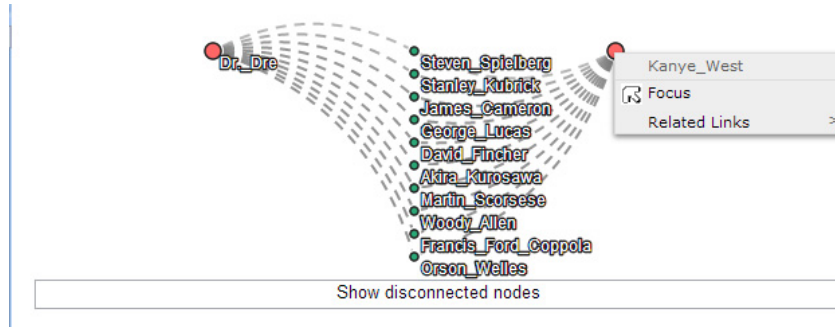 Dr._Dre
Steven_Spielberg
Stanley_Kubrick
James_Cameron
George_Lucas
David_Fincher
Akira_Kurosawa
Martin_Scorsese
Woody_Allen
Francis_Ford_Coppola
Orson_Welles
Kanye_West
Focus
Related Links >
Show disconnected nodes